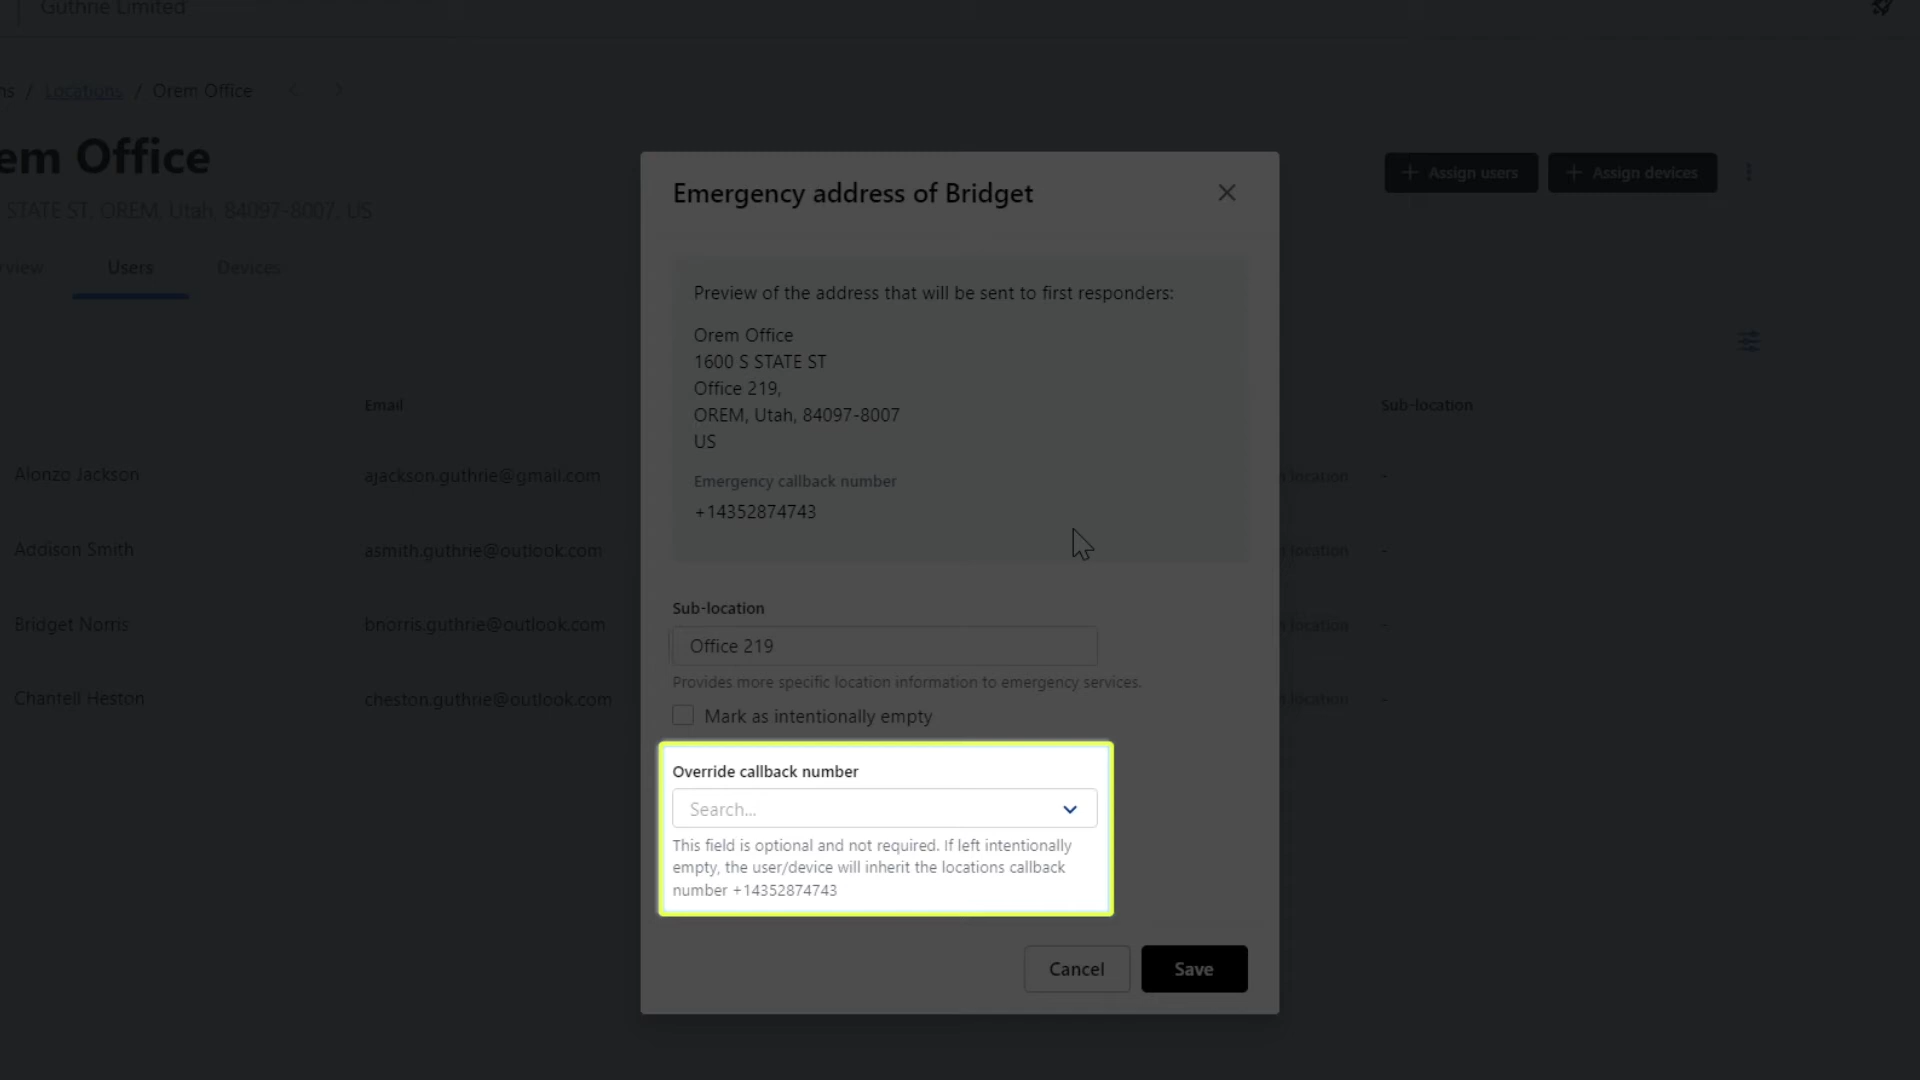 Guthrie Limited
ns / Locations / Orem Office
em Office
STATE ST, OREM, Utah, 84097-8007, US
+ Assign users
+ Assign devices
view
Users
Devices
Email
Sub-location
Alonzo Jackson
ajackson.guthrie@gmail.com
location
-
Addison Smith
asmith.guthrie@outlook.com
location
-
Bridget Norris
bnorris.guthrie@outlook.com
location
-
Chantell Heston
cheston.guthrie@outlook.com
location
-
Emergency address of Bridget
Preview of the address that will be sent to first responders:
Orem Office
1600 S STATE ST
Office 219,
OREM, Utah, 84097-8007
US
Emergency callback number
+14352874743
Sub-location
Office 219
Provides more specific location information to emergency services.
Mark as intentionally empty
Override callback number
Search...
This field is optional and not required. If left intentionally
empty, the user/device will inherit the locations callback
number +14352874743
Cancel
Save